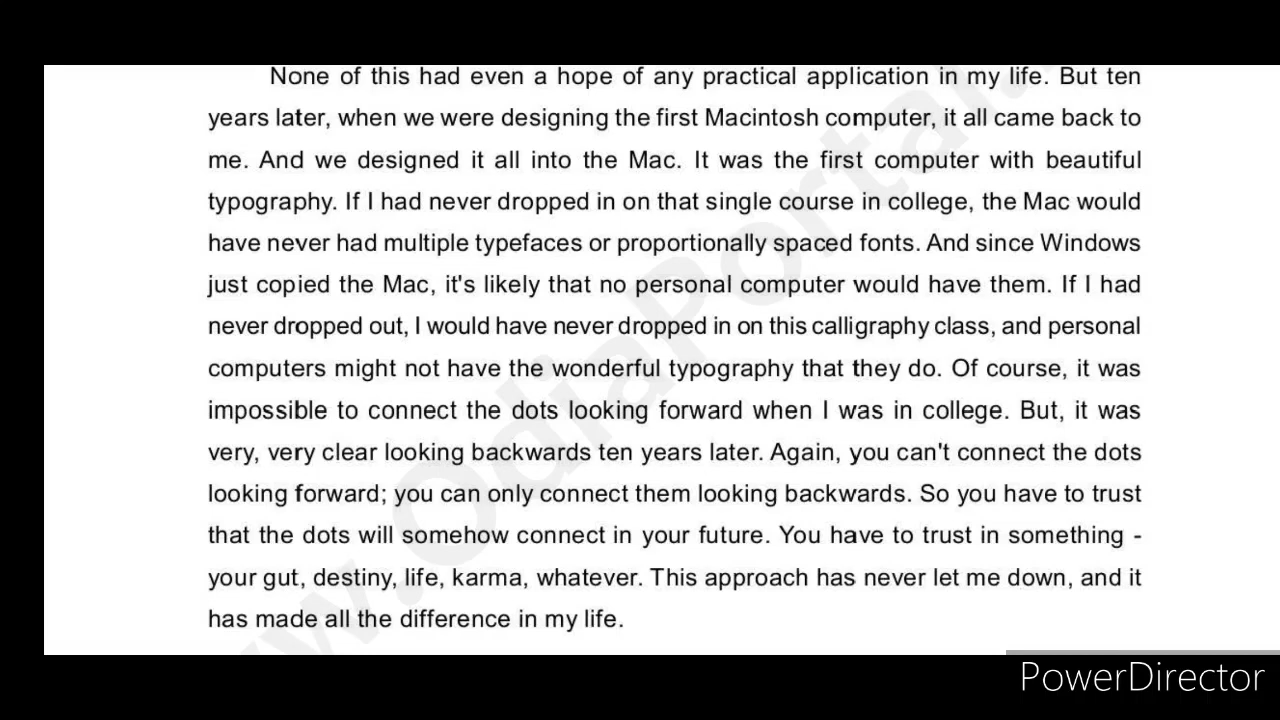 None of this had even a hope of any practical application in my life. But ten
years later, when we were designing the first Macintosh computer, it all came back to
me. And we designed it all into the Mac. It was the first computer with beautiful
typography. If I had never dropped in on that single course in college, the Mac would
have never had multiple typefaces or proportionally spaced fonts. And since Windows
just copied the Mac, it's likely that no personal computer would have them. If I had
never dropped out, I would have never dropped in on this calligraphy class, and personal
computers might not have the wonderful typography that they do. Of course, it was
impossible to connect the dots looking forward when I was in college. But, it was
very, very clear looking backwards ten years later. Again, you can't connect the dots
looking forward; you can only connect them looking backwards. So you have to trust
that the dots will somehow connect in your future. You have to trust in something -
your gut, destiny, life, karma, whatever. This approach has never let me down, and it
has made all the difference in my life.
www.OdiaPortal.
PowerDirector